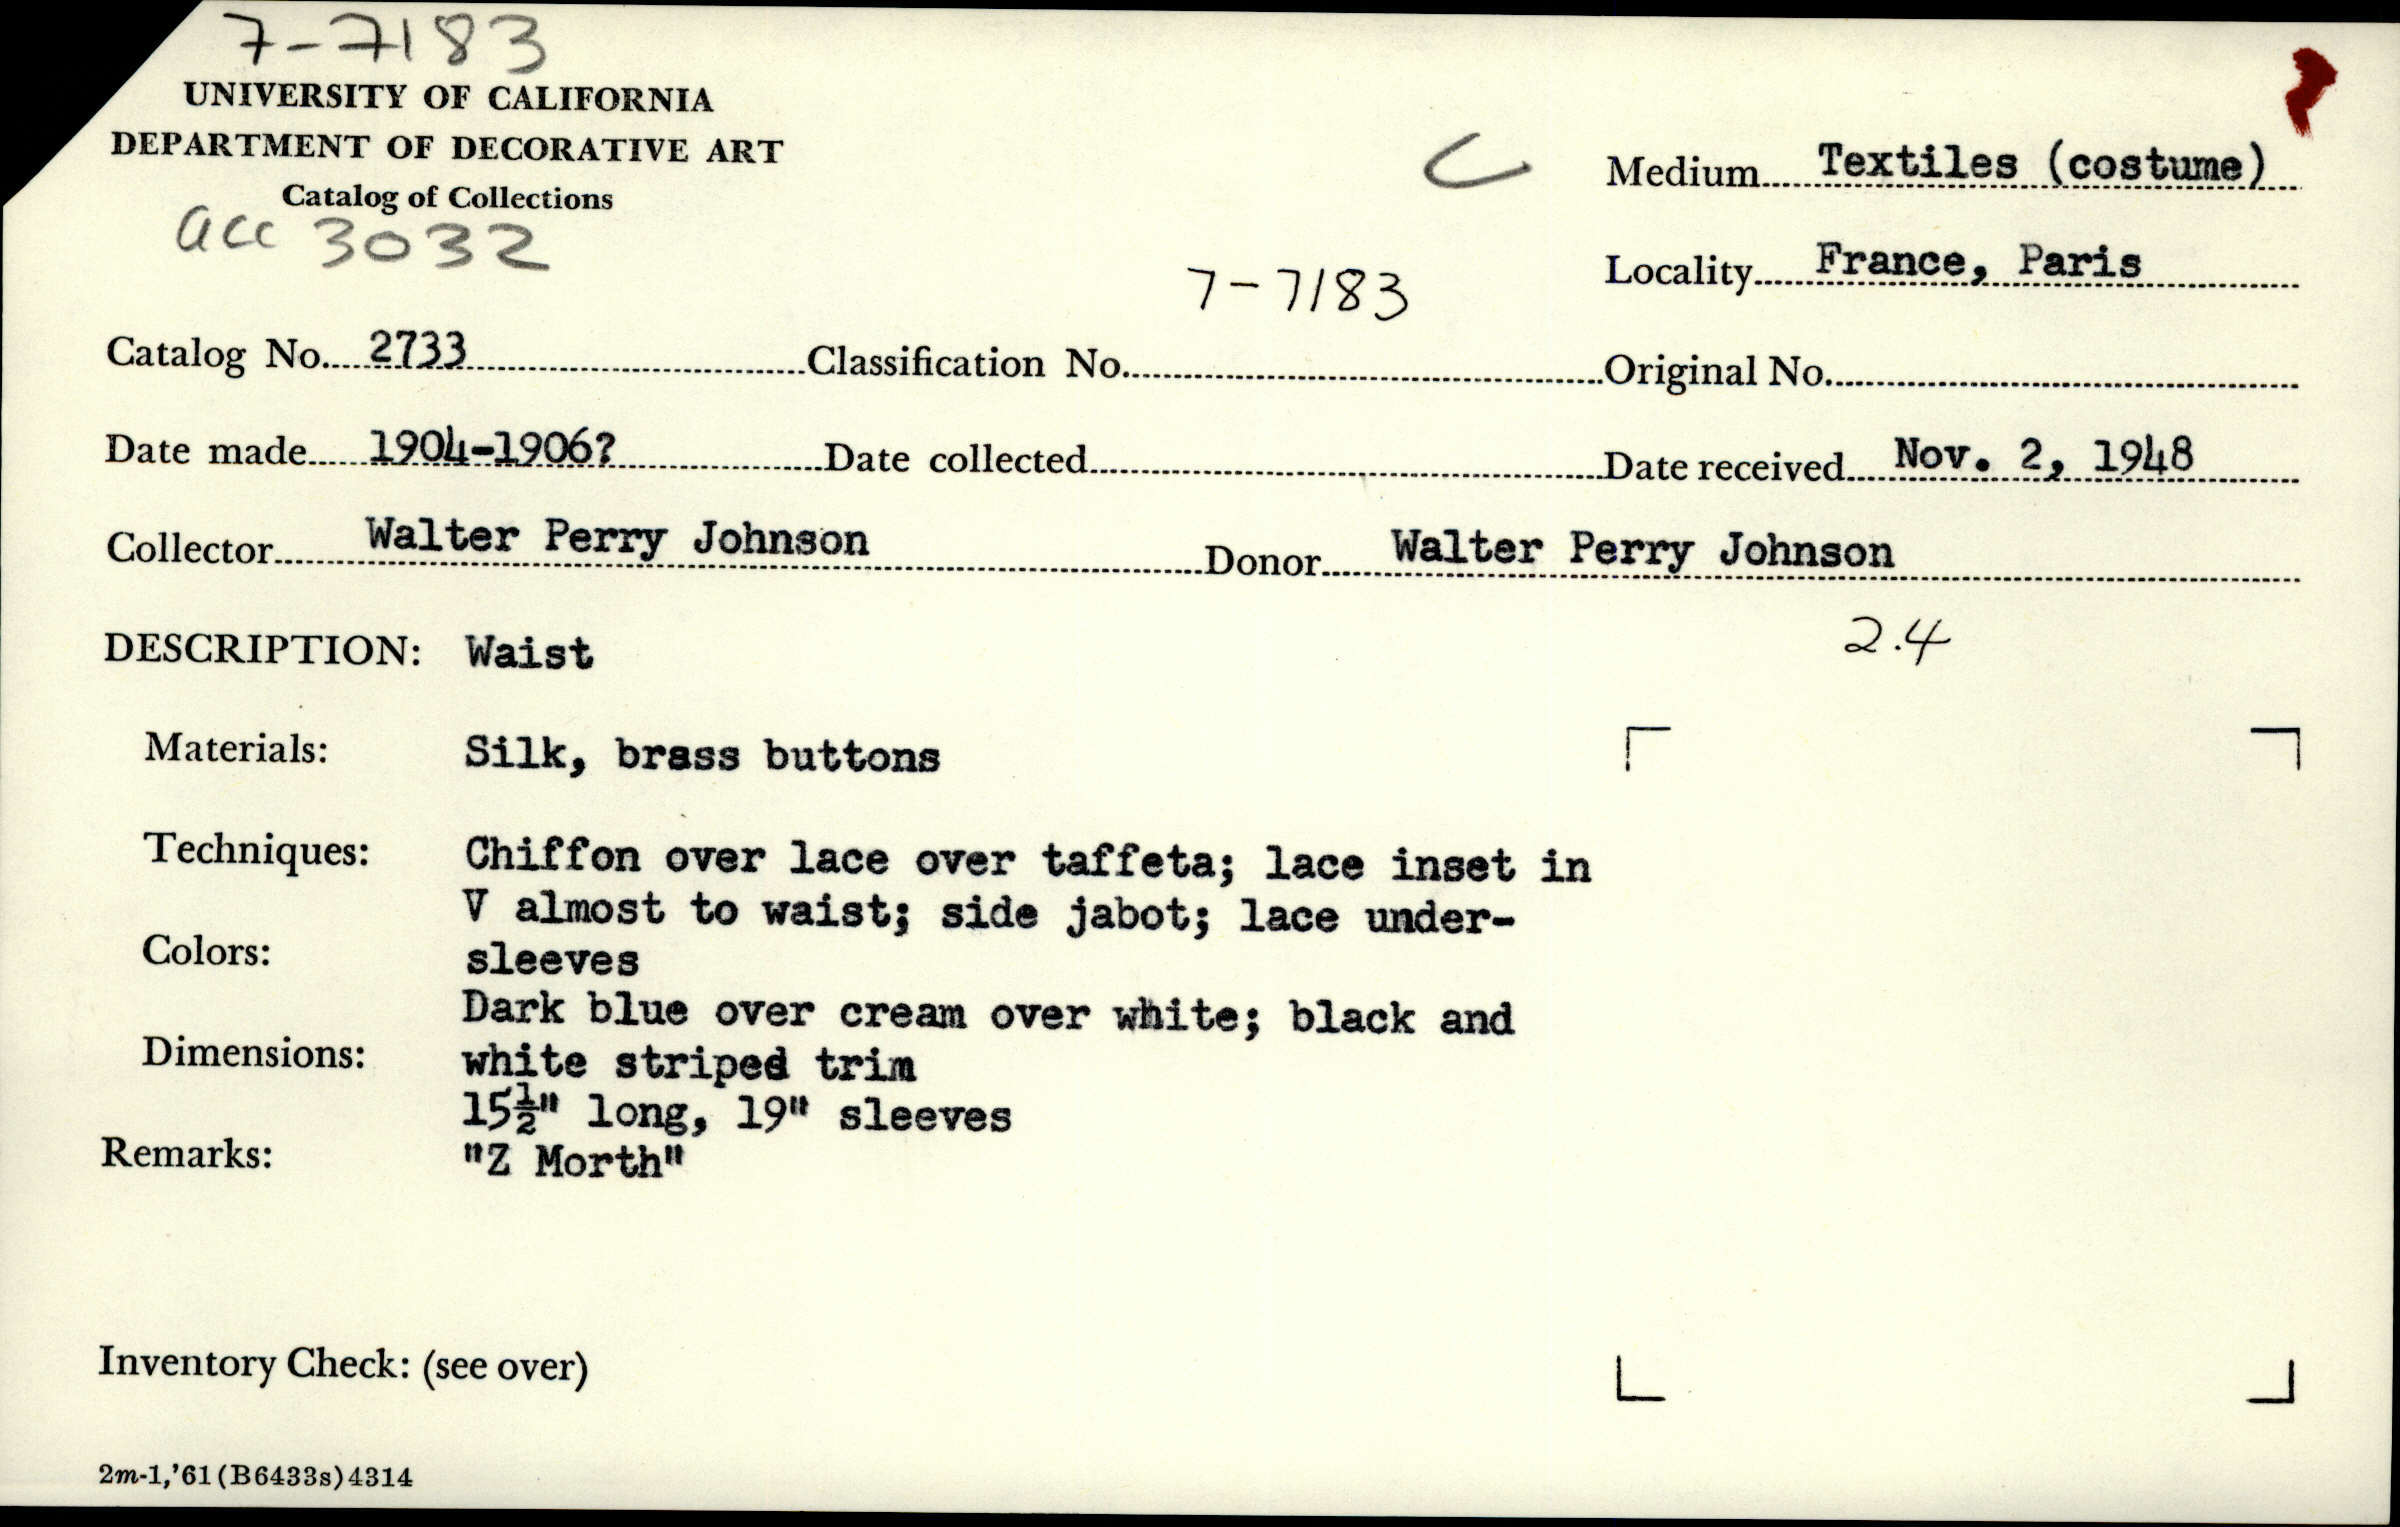 7-7183
UNIVERSITY OF CALIFORNIA
DEPARTMENT OF DECORATIVE ART
Catalog of Collections
acc 3032
C
Medium Textiles (costume)
Locality France, Paris
7-7183
Catalog No. 2733 Classification No. Original No.
Date made 1904-1906? Date collected Date received Nov. 2, 1948
Collector Walter Perry Johnson Donor Walter Perry Johnson
2.4
DESCRIPTION: Waist
Materials: Silk, brass buttons
Techniques: Chiffon over lace over taffeta; lace inset in
V almost to waist; side jabot; lace under-
Colors: sleeves
Dark blue over cream over white; black and
Dimensions: white striped trim
15½" long, 19" sleeves
Remarks: "Z Morth"
Inventory Check: (see over)
2m-1,'61(B6433s)4314